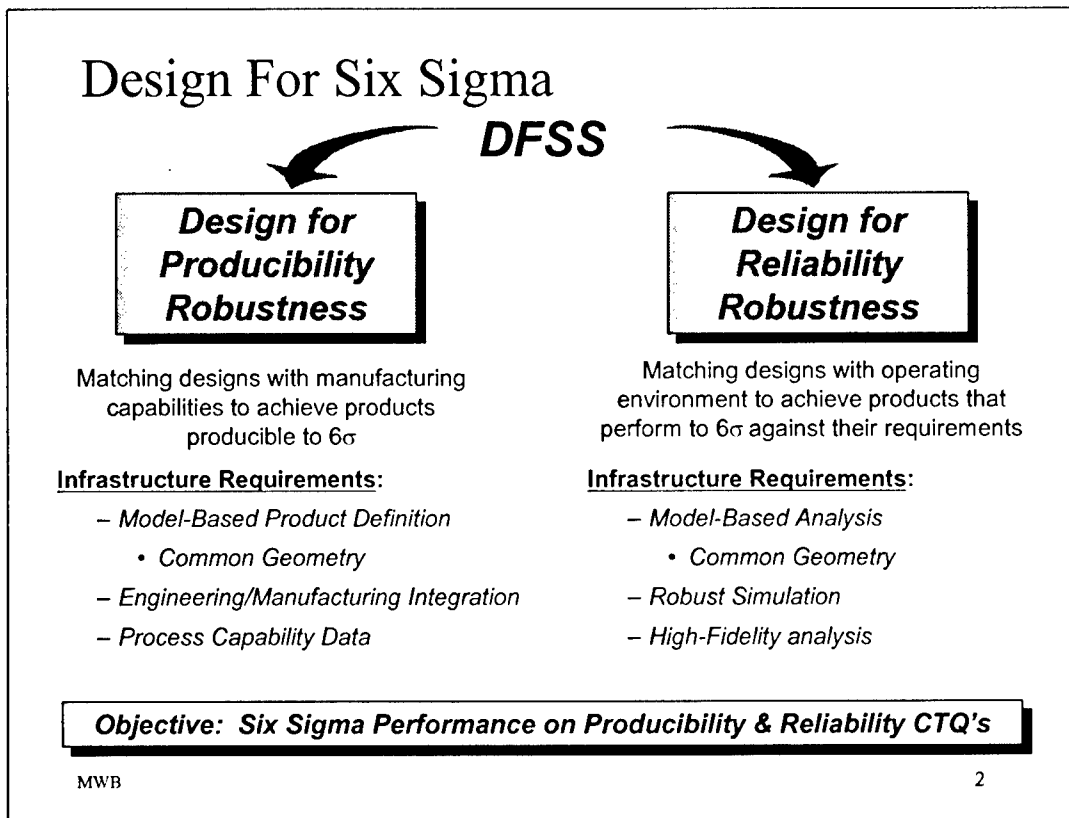 Design For Six Sigma
DFSS
Design for
Producibility
Robustness
Matching designs with manufacturing
capabilities to achieve products
producible to 6σ
Infrastructure Requirements:
– Model-Based Product Definition
• Common Geometry
– Engineering/Manufacturing Integration
– Process Capability Data
Design for
Reliability
Robustness
Matching designs with operating
environment to achieve products that
perform to 6σ against their requirements
Infrastructure Requirements:
– Model-Based Analysis
• Common Geometry
– Robust Simulation
– High-Fidelity analysis
Objective: Six Sigma Performance on Producibility & Reliability CTQ's
MWB
2